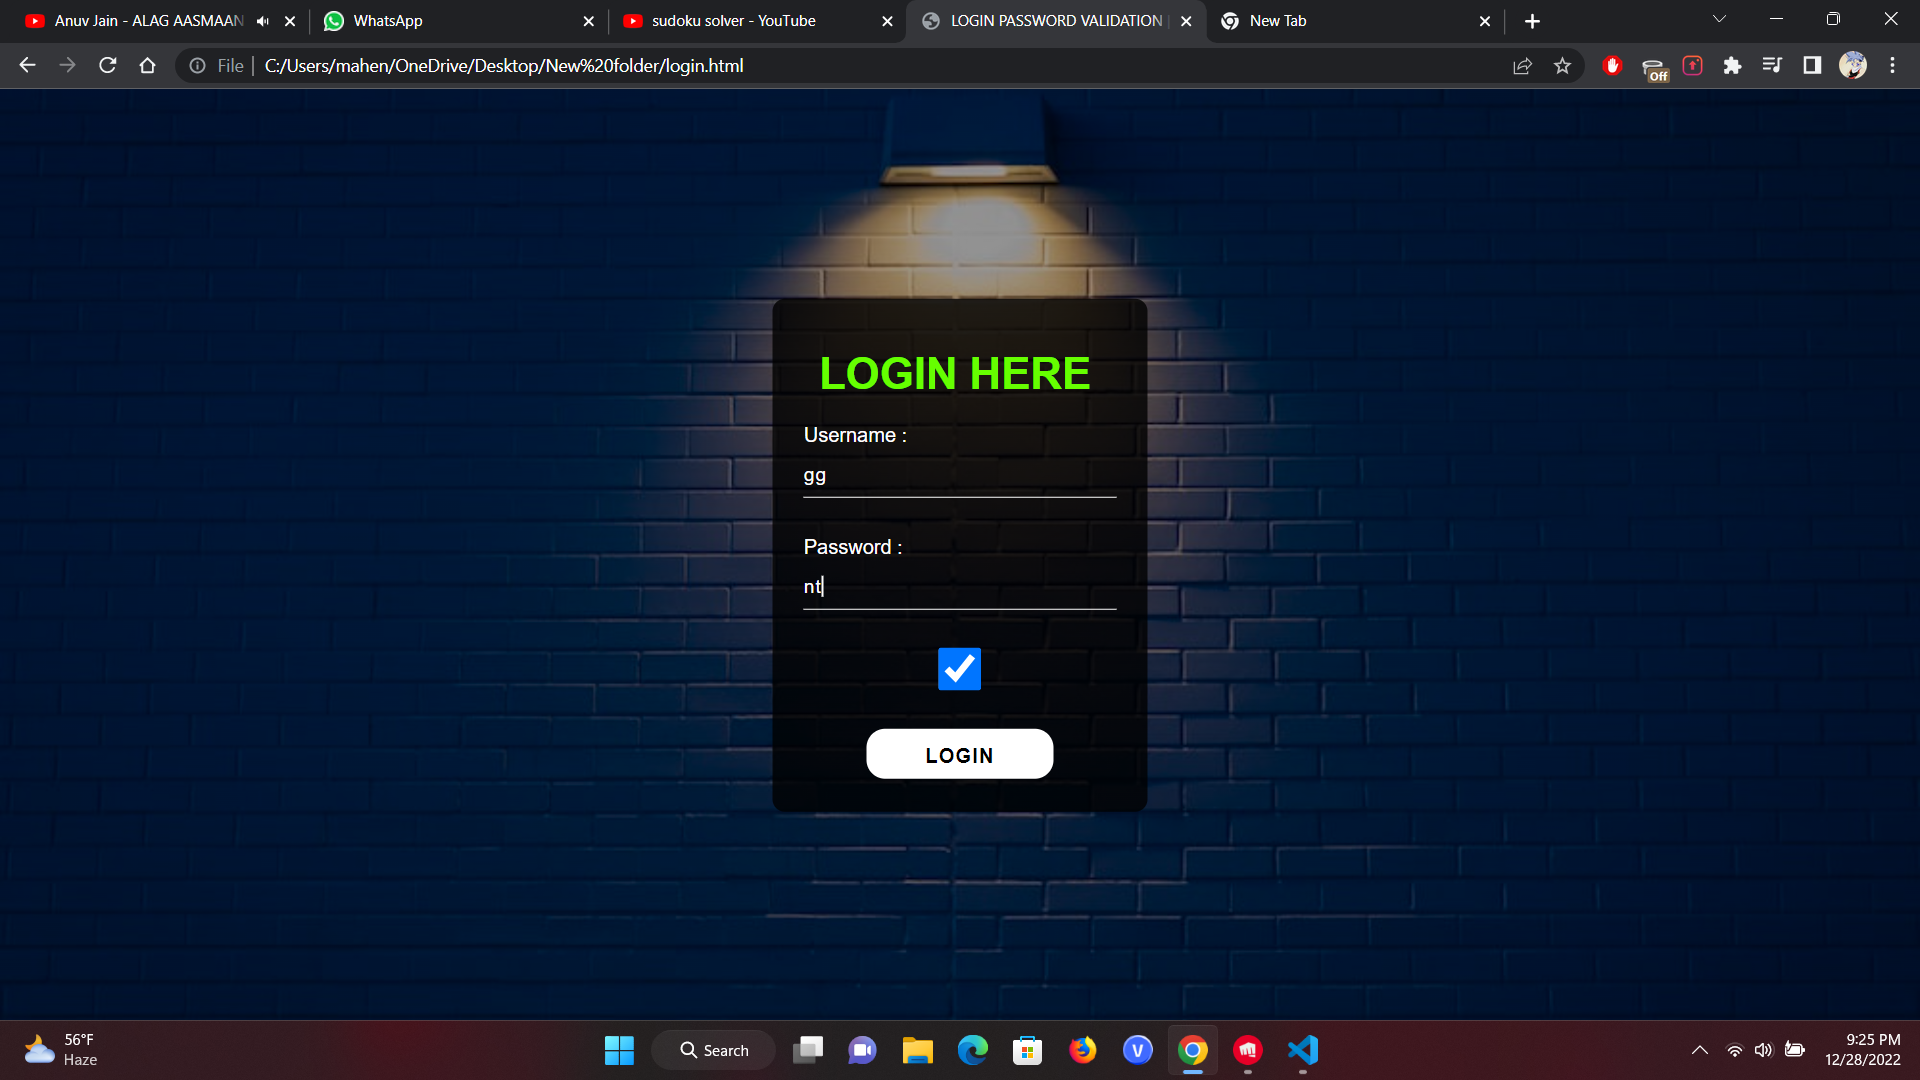 Anuv Jain - ALAG AASMAAN
WhatsApp
sudoku solver - YouTube
LOGIN PASSWORD VALIDATION
New Tab
File
C:/Users/mahen/OneDrive/Desktop/New%20folder/login.html
Off
LOGIN HERE
Username :
gg
Password :
nt
LOGIN
56°F
Haze
Search
V
9:25 PM
12/28/2022